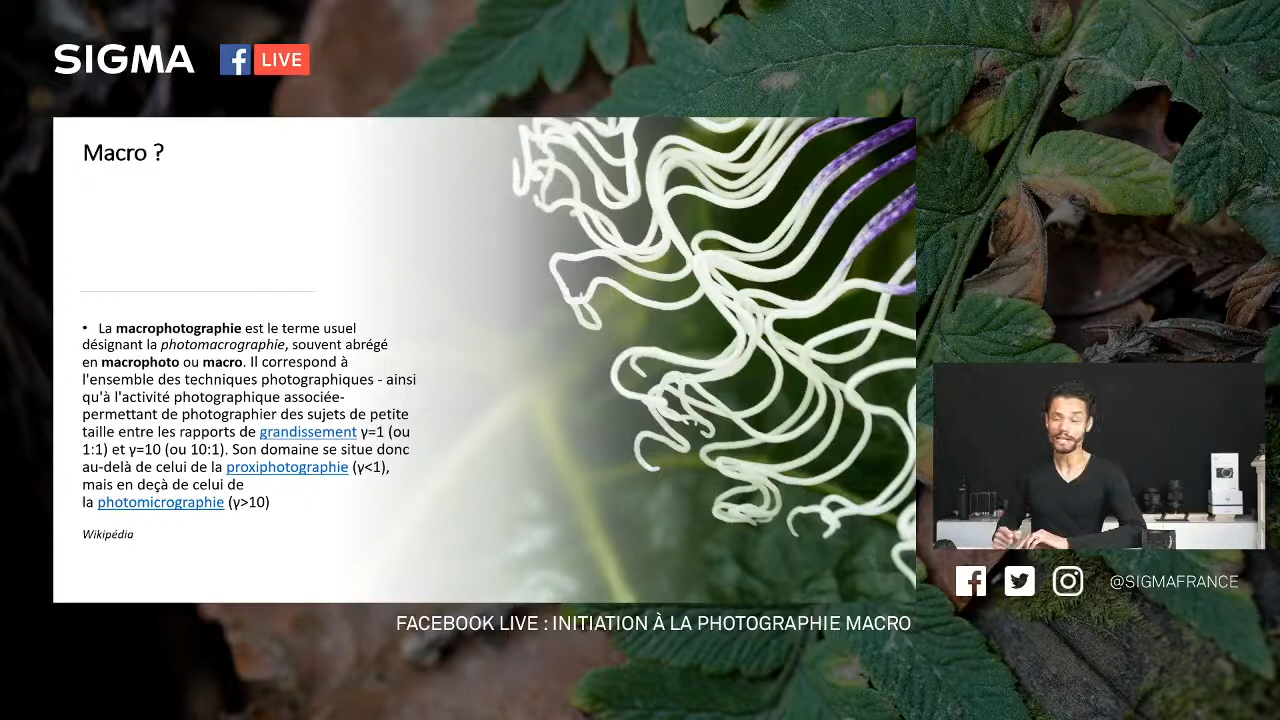 SIGMA f LIVE
Macro ?
• La macrophotographie est le terme usuel
désignant la photomacrographie, souvent abrégé
en macrophoto ou macro. Il correspond à
l'ensemble des techniques photographiques - ainsi
qu'à l'activité photographique associée-
permettant de photographier des sujets de petite
taille entre les rapports de grandissement γ=1 (ou
1:1) et γ=10 (ou 10:1). Son domaine se situe donc
au-delà de celui de la proxiphotographie (γ<1),
mais en deçà de celui de
la photomicrographie (γ>10)
Wikipédia
@SIGMAFRANCE
FACEBOOK LIVE : INITIATION À LA PHOTOGRAPHIE MACRO